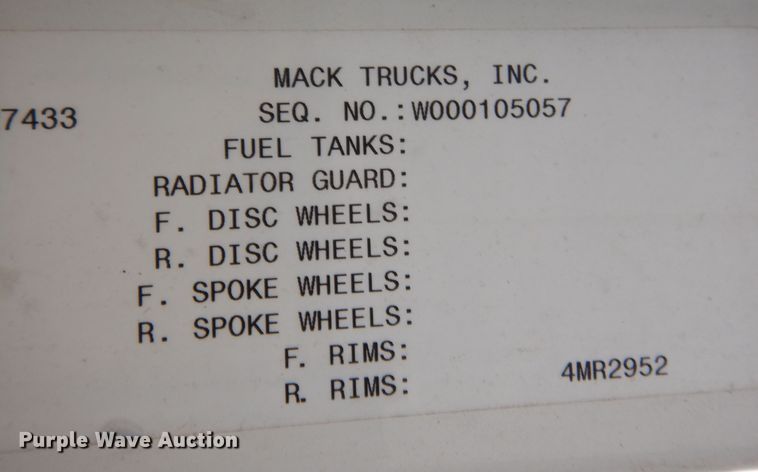 MACK TRUCKS, INC.
7433 SEQ. NO.:W000105057
FUEL TANKS:
RADIATOR GUARD:
F. DISC WHEELS:
R. DISC WHEELS:
F. SPOKE WHEELS:
R. SPOKE WHEELS:
F. RIMS:
R. RIMS: 4MR2952
Purple Wave Auction